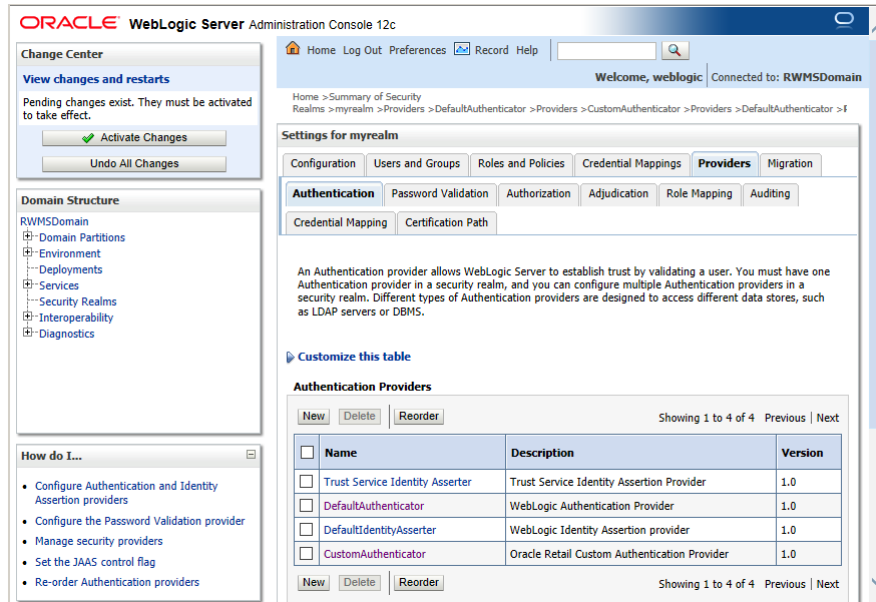 ORACLE WebLogic Server Administration Console 12c
Change Center
View changes and restarts
Pending changes exist. They must be activated
to take effect.
Activate Changes
Undo All Changes
Domain Structure
RWMSDomain
Domain Partitions
Environment
Deployments
Services
Security Realms
Interoperability
Diagnostics
How do I...
Configure Authentication and Identity
Assertion providers
Configure the Password Validation provider
Manage security providers
Set the JAAS control flag
Re-order Authentication providers
Home Log Out Preferences Record Help
Welcome, weblogic Connected to: RWMSDomain
Home >Summary of Security
Realms >myrealm >Providers >DefaultAuthenticator >Providers >CustomAuthenticator >Providers >DefaultAuthenticator >
Settings for myrealm
Configuration Users and Groups Roles and Policies Credential Mappings Providers Migration
Authentication Password Validation Authorization Adjudication Role Mapping Auditing
Credential Mapping Certification Path
An Authentication provider allows WebLogic Server to establish trust by validating a user. You must have one
Authentication provider in a security realm, and you can configure multiple Authentication providers in a
security realm. Different types of Authentication providers are designed to access different data stores, such
as LDAP servers or DBMS.
Customize this table
Authentication Providers
New Delete Reorder Showing 1 to 4 of 4 Previous | Next
Name Description Version
Trust Service Identity Asserter Trust Service Identity Assertion Provider 1.0
DefaultAuthenticator WebLogic Authentication Provider 1.0
DefaultIdentityAsserter WebLogic Identity Assertion provider 1.0
CustomAuthenticator Oracle Retail Custom Authentication Provider 1.0
New Delete Reorder Showing 1 to 4 of 4 Previous | Next